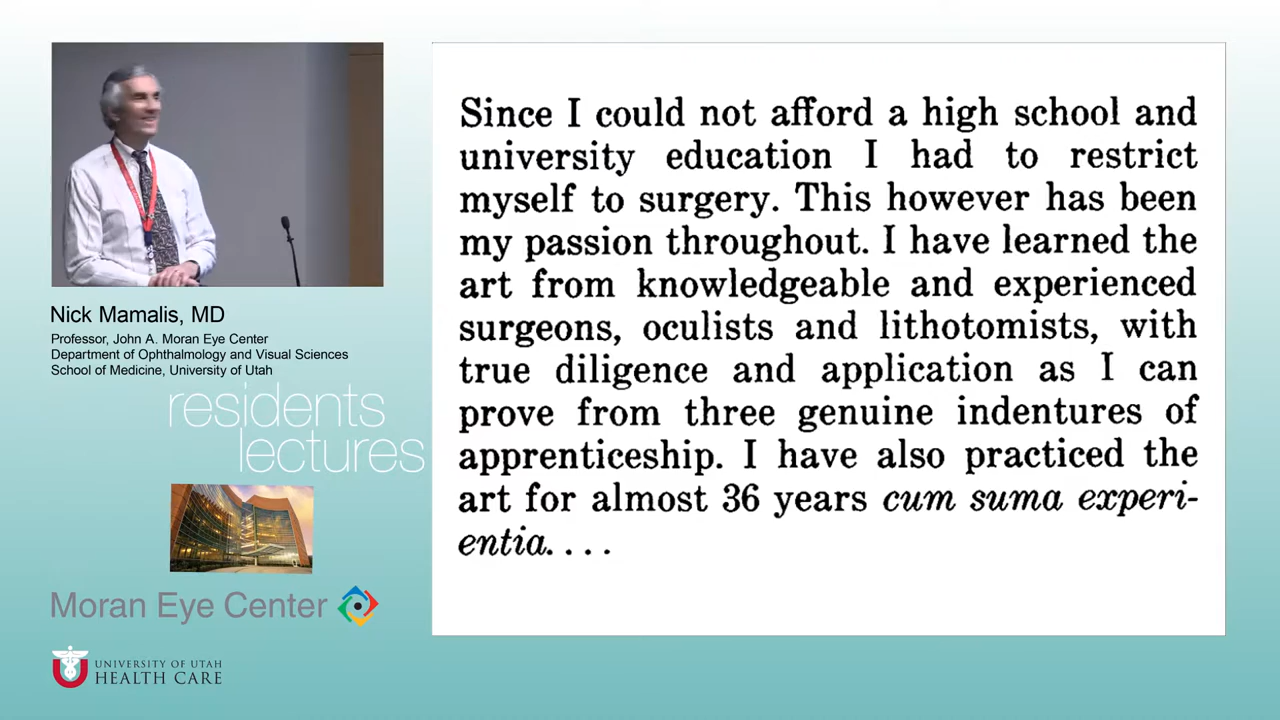 Nick Mamalis, MD
Professor, John A. Moran Eye Center
Department of Ophthalmology and Visual Sciences
School of Medicine, University of Utah
residents
lectures
Moran Eye Center
UNIVERSITY OF UTAH
HEALTH CARE
Since I could not afford a high school and
university education I had to restrict
myself to surgery. This however has been
my passion throughout. I have learned the
art from knowledgeable and experienced
surgeons, oculists and lithotomists, with
true diligence and application as I can
prove from three genuine indentures of
apprenticeship. I have also practiced the
art for almost 36 years cum suma experi-
entia. . . .